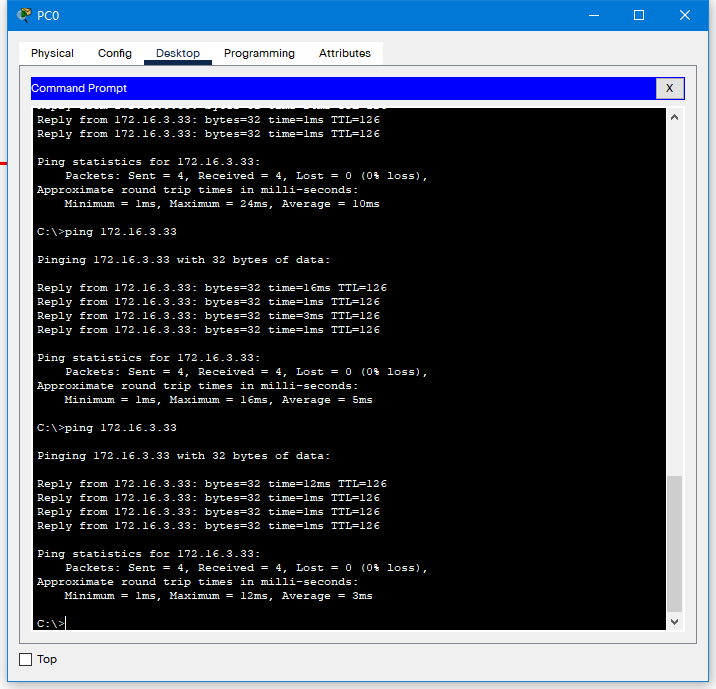 PC0
Physical Config Desktop Programming Attributes
Command Prompt X
Reply from 172.16.3.33: bytes=32 time=1ms TTL=126
Reply from 172.16.3.33: bytes=32 time=1ms TTL=126
Ping statistics for 172.16.3.33:
Packets: Sent = 4, Received = 4, Lost = 0 (0% loss),
Approximate round trip times in milli-seconds:
Minimum = 1ms, Maximum = 24ms, Average = 10ms
C:\>ping 172.16.3.33
Pinging 172.16.3.33 with 32 bytes of data:
Reply from 172.16.3.33: bytes=32 time=16ms TTL=126
Reply from 172.16.3.33: bytes=32 time=1ms TTL=126
Reply from 172.16.3.33: bytes=32 time=3ms TTL=126
Reply from 172.16.3.33: bytes=32 time=1ms TTL=126
Ping statistics for 172.16.3.33:
Packets: Sent = 4, Received = 4, Lost = 0 (0% loss),
Approximate round trip times in milli-seconds:
Minimum = 1ms, Maximum = 16ms, Average = 5ms
C:\>ping 172.16.3.33
Pinging 172.16.3.33 with 32 bytes of data:
Reply from 172.16.3.33: bytes=32 time=12ms TTL=126
Reply from 172.16.3.33: bytes=32 time=1ms TTL=126
Reply from 172.16.3.33: bytes=32 time=1ms TTL=126
Reply from 172.16.3.33: bytes=32 time=1ms TTL=126
Ping statistics for 172.16.3.33:
Packets: Sent = 4, Received = 4, Lost = 0 (0% loss),
Approximate round trip times in milli-seconds:
Minimum = 1ms, Maximum = 12ms, Average = 3ms
C:\>
Top